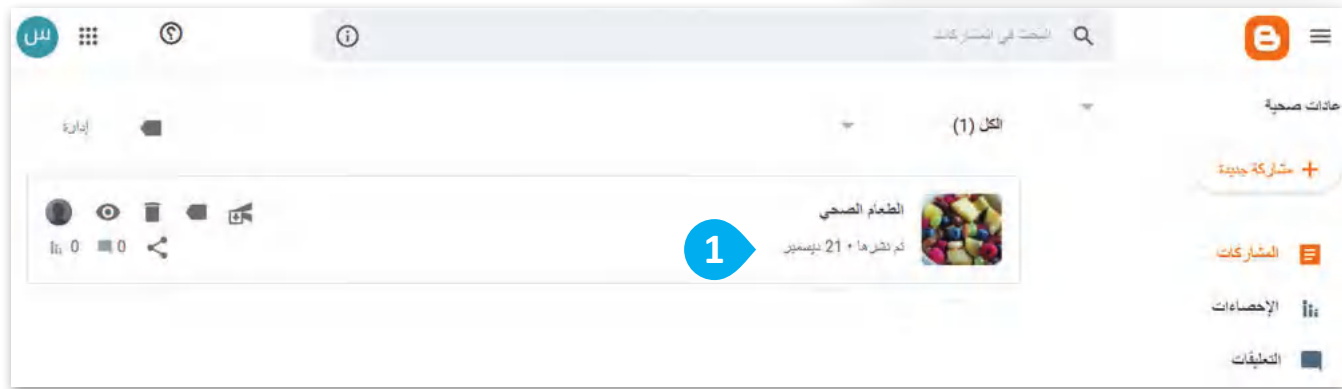 البحث في المشاركات
س
عادات صحية
الكل (1)
إدارة
+ مشاركة جديدة
الطعام الصحي
تم نشرها • 21 ديسمبر
1
0
0
المشاركات
الإحصاءات
التعليقات